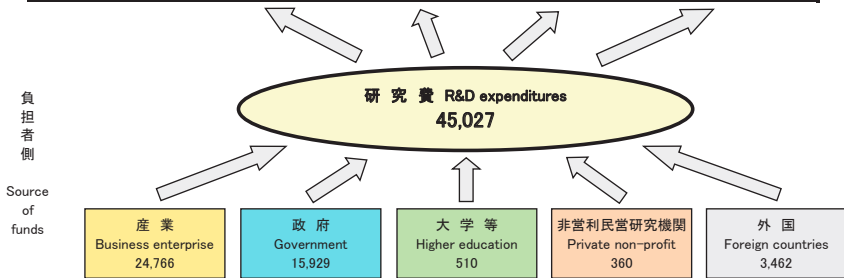 研 究 費 R&D expenditures
45,027
負担者側
Source
of
funds
産 業
Business enterprise
24,766
政 府
Government
15,929
大 学 等
Higher education
510
非営利民営研究機関
Private non-profit
360
外 国
Foreign countries
3,462